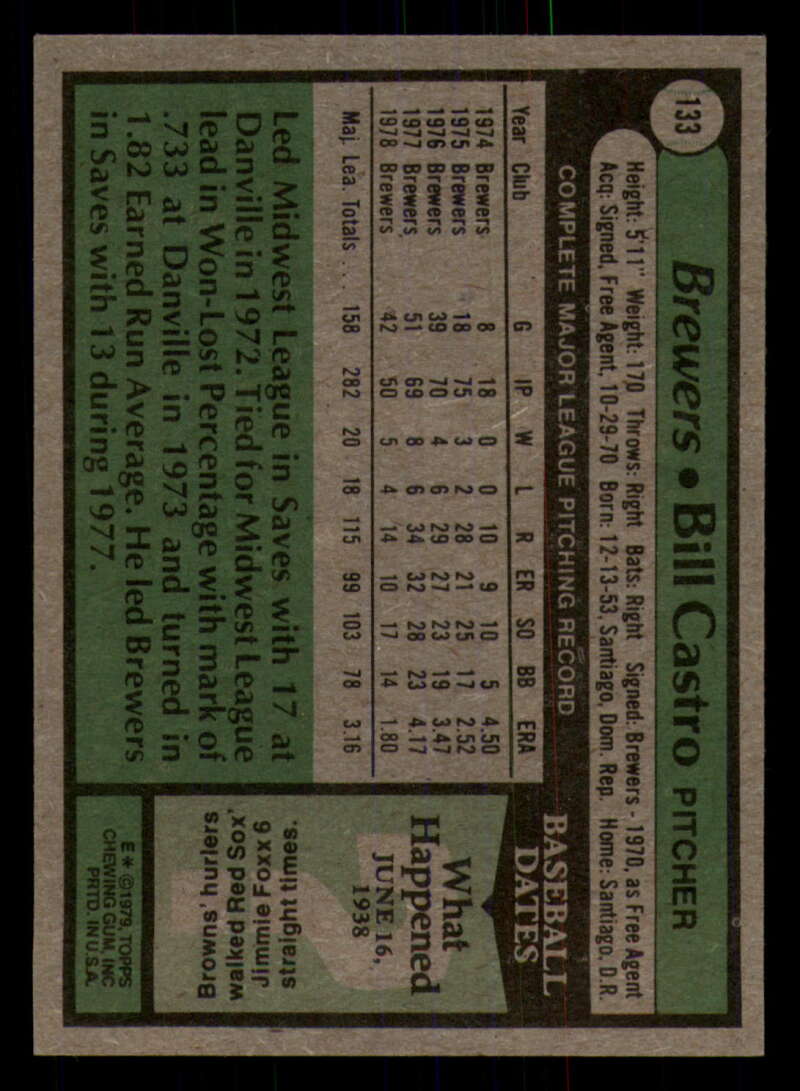 133
Brewers • Bill Castro PITCHER
Height: 5'11" Weight: 170 Throws: Right Bats: Right Signed: Brewers - 1970, as Free Agent
Acq: Signed, Free Agent, 10-29-70 Born: 12-13-53, Santiago, Dom. Rep. Home: Santiago, D.R.
COMPLETE MAJOR LEAGUE PITCHING RECORD
Year Club G IP W L R ER SO BB ERA
1974 Brewers 8 18 0 0 10 9 10 5 4.50
1975 Brewers 18 75 3 2 28 21 25 17 2.52
1976 Brewers 39 70 4 6 29 27 23 19 3.47
1977 Brewers 51 69 8 6 34 32 28 23 4.17
1978 Brewers 42 50 5 4 14 10 17 14 1.80
Maj. Lea. Totals . . . 158 282 20 18 115 99 103 78 3.16
Led Midwest League in Saves with 17 at
Danville in 1972. Tied for Midwest League
lead in Won-Lost Percentage with mark of
.733 at Danville in 1973 and turned in
1.82 Earned Run Average. He led Brewers
in Saves with 13 during 1977.
BASEBALL
DATES
What
Happened
JUNE 16,
1938
Browns' hurlers
walked Red Sox'
Jimmie Foxx 6
straight times.
E* ©1979, TOPPS
CHEWING GUM, INC
PRTD. IN U.S.A.